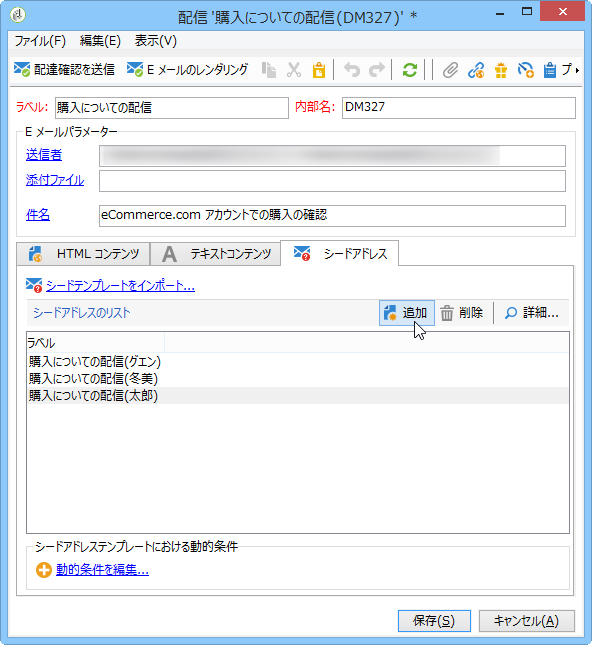 配信 '購入についての配信(DM327)' *
ファイル(F) 編集(E) 表示(V)
配達確認を送信 E メールのレンダリング プ
ラベル: 購入についての配信 内部名: DM327
E メールパラメーター
送信者
添付ファイル
件名 eCommerce.com アカウントでの購入の確認
HTML コンテンツ テキストコンテンツ シードアドレス
シードテンプレートをインポート...
シードアドレスのリスト 追加 削除 詳細...
ラベル
購入についての配信(グエン)
購入についての配信(冬美)
購入についての配信(太郎)
シードアドレステンプレートにおける動的条件
動的条件を編集...
保存(S) キャンセル(A)